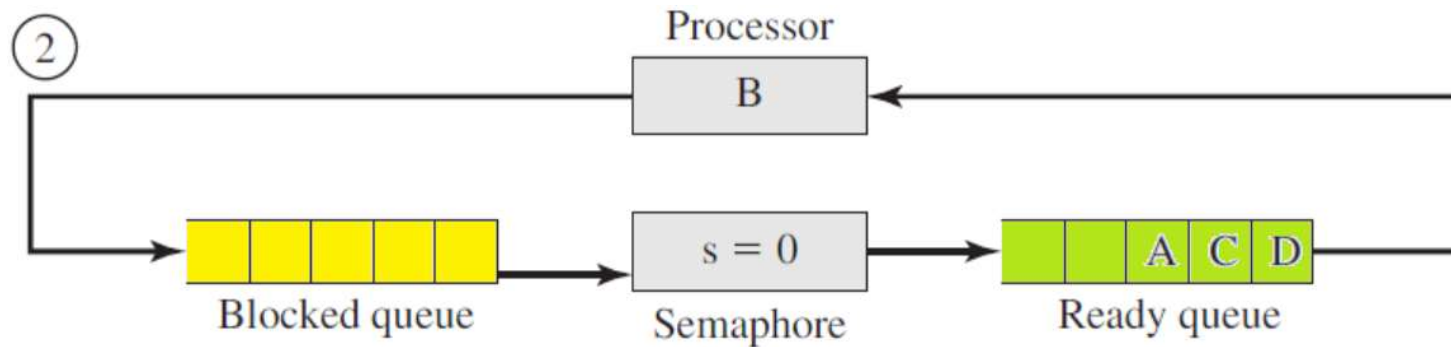 2
Processor
B
s = 0
A C D
Blocked queue
Semaphore
Ready queue